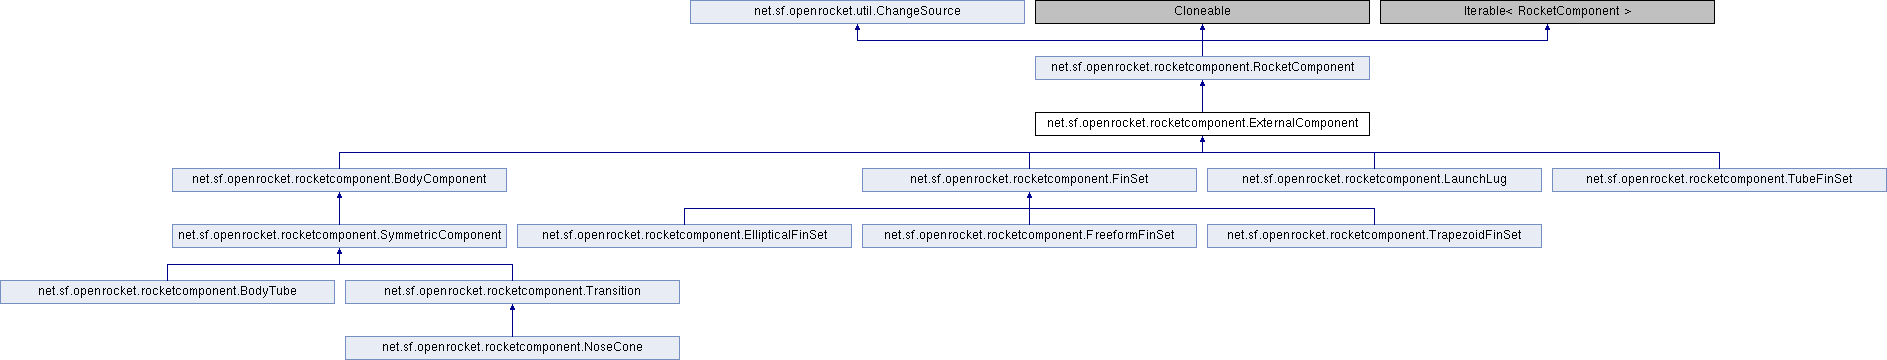 net.sf.openrocket.util.ChangeSource
Cloneable
Iterable< RocketComponent >
net.sf.openrocket.rocketcomponent.RocketComponent
net.sf.openrocket.rocketcomponent.ExternalComponent
net.sf.openrocket.rocketcomponent.BodyComponent
net.sf.openrocket.rocketcomponent.FinSet
net.sf.openrocket.rocketcomponent.LaunchLug
net.sf.openrocket.rocketcomponent.TubeFinSet
net.sf.openrocket.rocketcomponent.SymmetricComponent
net.sf.openrocket.rocketcomponent.EllipticalFinSet
net.sf.openrocket.rocketcomponent.FreeformFinSet
net.sf.openrocket.rocketcomponent.TrapezoidFinSet
net.sf.openrocket.rocketcomponent.BodyTube
net.sf.openrocket.rocketcomponent.Transition
net.sf.openrocket.rocketcomponent.NoseCone